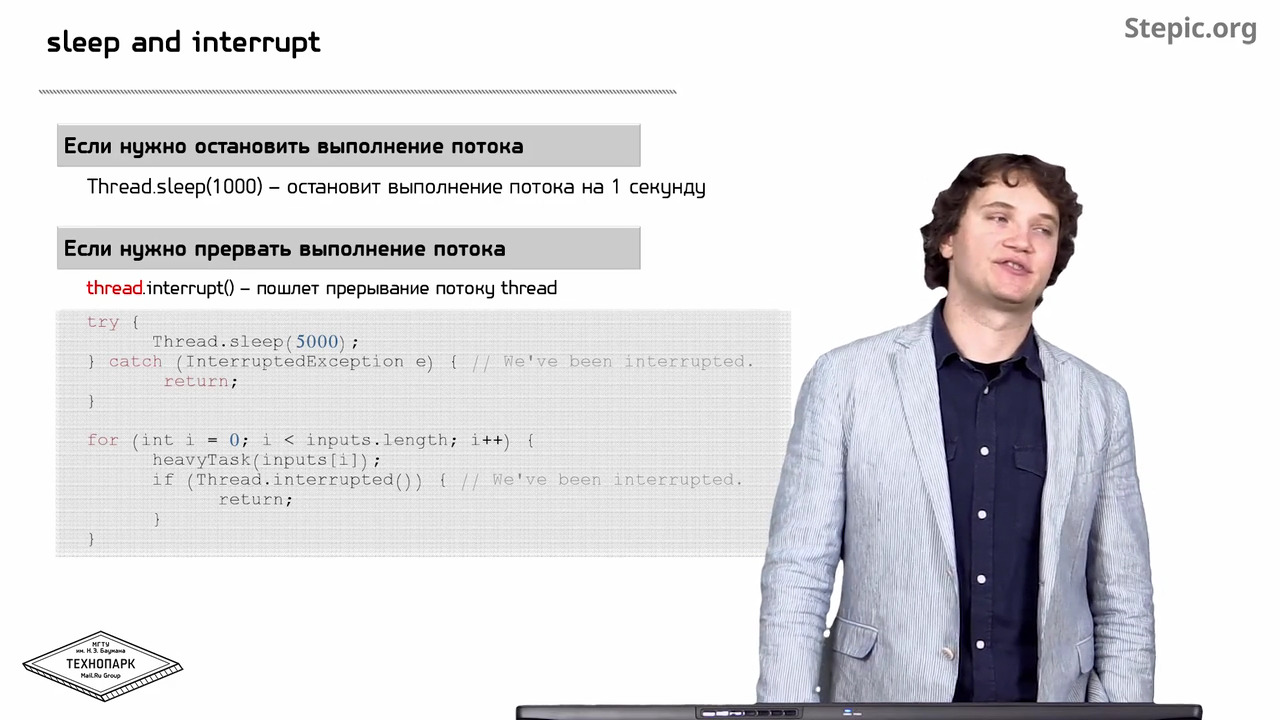 sleep and interrupt
Stepic.org
Если нужно остановить выполнение потока
Thread.sleep(1000) – остановит выполнение потока на 1 секунду
Если нужно прервать выполнение потока
thread.interrupt() – пошлет прерывание потоку thread
try {
Thread.sleep(5000);
} catch (InterruptedException e) { // We've been interrupted.
return;
}
for (int i = 0; i < inputs.length; i++) {
heavyTask(inputs[i]);
if (Thread.interrupted()) { // We've been interrupted.
return;
}
}
МГТУ
им. Н.Э. Баумана
ТЕХНОПАРК
Mail.Ru Group